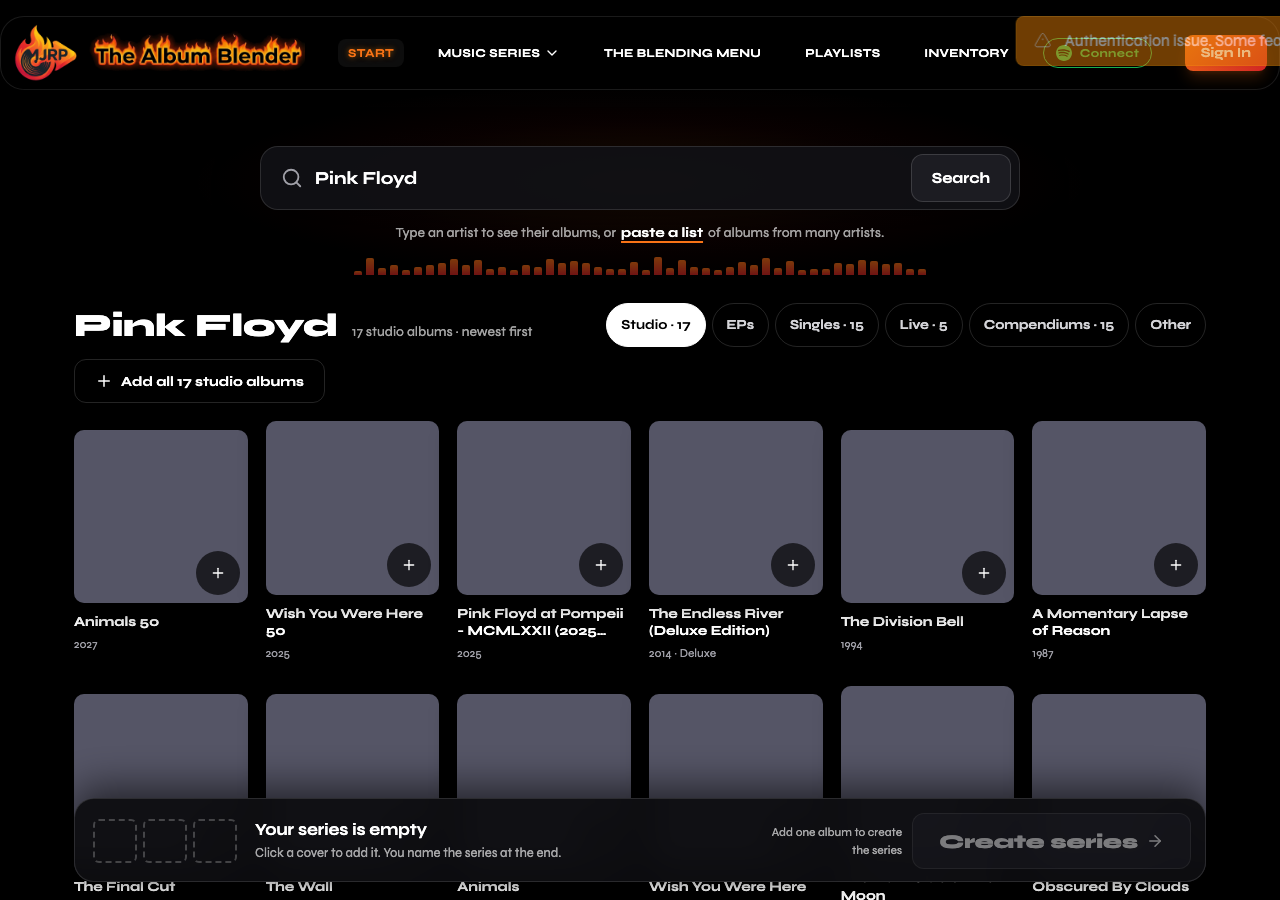 JRP The Album Blender START MUSIC SERIES THE BLENDING MENU PLAYLISTS INVENTORY Connect Sign In
Authentication issue. Some
Pink Floyd Search
Type an artist to see their albums, or paste a list of albums from many artists.
Pink Floyd 17 studio albums · newest first Studio · 17 EPs Singles · 15 Live · 5 Compendiums · 15 Other
+ Add all 17 studio albums
Animals 50
2027
Wish You Were Here
50
2025
Pink Floyd at Pompeii
- MCMLXXII (2025...
2025
The Endless River
(Deluxe Edition)
2014 · Deluxe
The Division Bell
1994
A Momentary Lapse
of Reason
1987
Your series is empty
Click a cover to add it. You name the series at the end.
Add one album to create
the series
Create series →
The Final Cut
The Wall
Animals
Wish You Were Here
Moon
Obscured By Clouds